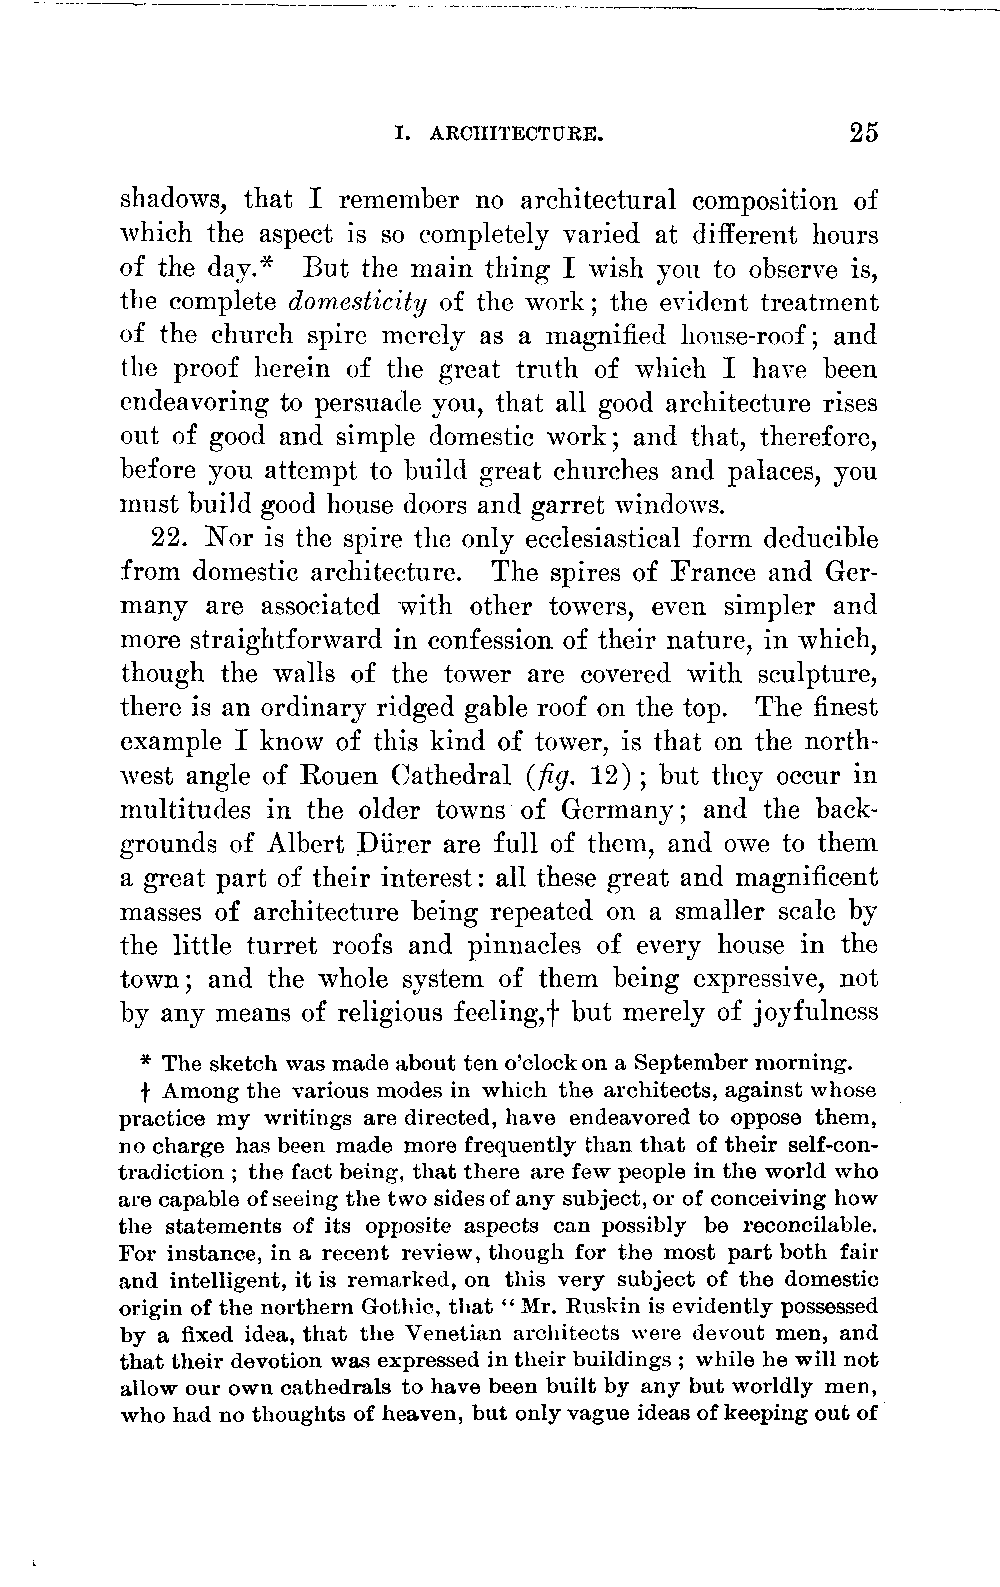 I. ARCHITECTURE. 25
shadows, that I remember no architectural composition of
which the aspect is so completely varied at different hours
of the day.* But the main thing I wish you to observe is,
the complete domesticity of the work; the evident treatment
of the church spire merely as a magnified house-roof; and
the proof herein of the great truth of which I have been
endeavoring to persuade you, that all good architecture rises
out of good and simple domestic work; and that, therefore,
before you attempt to build great churches and palaces, you
must build good house doors and garret windows.
22. Nor is the spire the only ecclesiastical form deducible
from domestic architecture. The spires of France and Ger-
many are associated with other towers, even simpler and
more straightforward in confession of their nature, in which,
though the walls of the tower are covered with sculpture,
there is an ordinary ridged gable roof on the top. The finest
example I know of this kind of tower, is that on the north-
west angle of Rouen Cathedral (fig. 12); but they occur in
multitudes in the older towns of Germany; and the back-
grounds of Albert Dürer are full of them, and owe to them
a great part of their interest: all these great and magnificent
masses of architecture being repeated on a smaller scale by
the little turret roofs and pinnacles of every house in the
town; and the whole system of them being expressive, not
by any means of religious feeling,† but merely of joyfulness
* The sketch was made about ten o'clock on a September morning.
† Among the various modes in which the architects, against whose
practice my writings are directed, have endeavored to oppose them,
no charge has been made more frequently than that of their self-con-
tradiction; the fact being, that there are few people in the world who
are capable of seeing the two sides of any subject, or of conceiving how
the statements of its opposite aspects can possibly be reconcilable.
For instance, in a recent review, though for the most part both fair
and intelligent, it is remarked, on this very subject of the domestic
origin of the northern Gothic, that "Mr. Ruskin is evidently possessed
by a fixed idea, that the Venetian architects were devout men, and
that their devotion was expressed in their buildings; while he will not
allow our own cathedrals to have been built by any but worldly men,
who had no thoughts of heaven, but only vague ideas of keeping out of